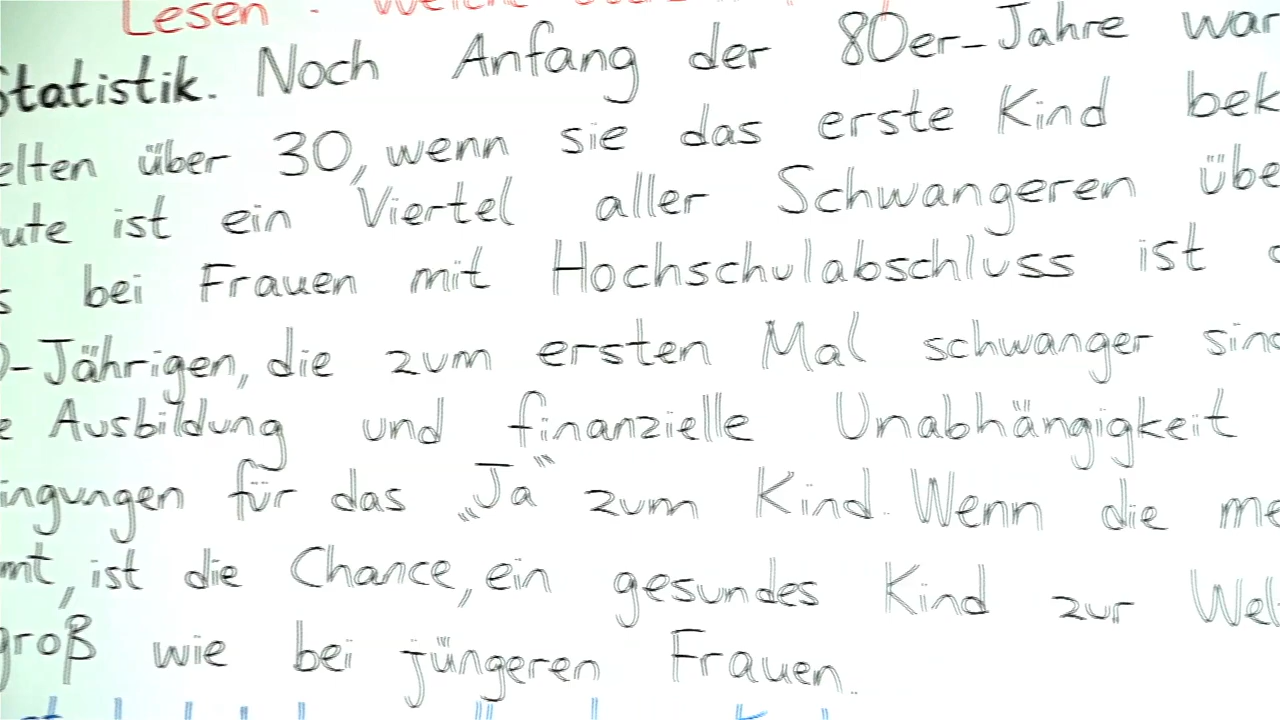 Lesen
Statistik. Noch Anfang der 80er-Jahre war
elten über 30, wenn sie das erste Kind bek
ute ist ein Viertel aller Schwangeren übe
s bei Frauen mit Hochschulabschluss ist
0-Jährigen, die zum ersten Mal schwanger sind
e Ausbildung und finanzielle Unabhängigkeit
ingungen für das „Ja“ zum Kind. Wenn die me
mt, ist die Chance, ein gesundes Kind zur Wel
groß wie bei jüngeren Frauen.